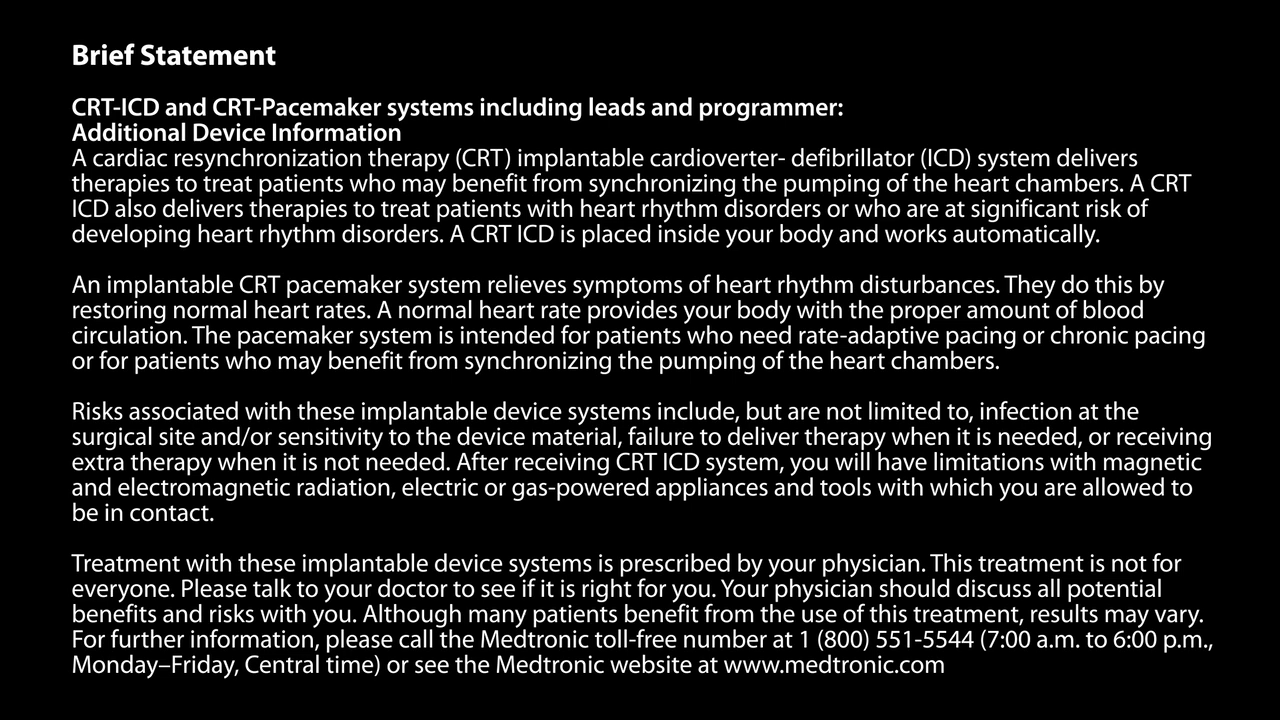 Brief Statement
CRT-ICD and CRT-Pacemaker systems including leads and programmer:
Additional Device Information
A cardiac resynchronization therapy (CRT) implantable cardioverter- defibrillator (ICD) system delivers
therapies to treat patients who may benefit from synchronizing the pumping of the heart chambers. A CRT
ICD also delivers therapies to treat patients with heart rhythm disorders or who are at significant risk of
developing heart rhythm disorders. A CRT ICD is placed inside your body and works automatically.
An implantable CRT pacemaker system relieves symptoms of heart rhythm disturbances. They do this by
restoring normal heart rates. A normal heart rate provides your body with the proper amount of blood
circulation. The pacemaker system is intended for patients who need rate-adaptive pacing or chronic pacing
or for patients who may benefit from synchronizing the pumping of the heart chambers.
Risks associated with these implantable device systems include, but are not limited to, infection at the
surgical site and/or sensitivity to the device material, failure to deliver therapy when it is needed, or receiving
extra therapy when it is not needed. After receiving CRT ICD system, you will have limitations with magnetic
and electromagnetic radiation, electric or gas-powered appliances and tools with which you are allowed to
be in contact.
Treatment with these implantable device systems is prescribed by your physician. This treatment is not for
everyone. Please talk to your doctor to see if it is right for you. Your physician should discuss all potential
benefits and risks with you. Although many patients benefit from the use of this treatment, results may vary.
For further information, please call the Medtronic toll-free number at 1 (800) 551-5544 (7:00 a.m. to 6:00 p.m.,
Monday–Friday, Central time) or see the Medtronic website at www.medtronic.com